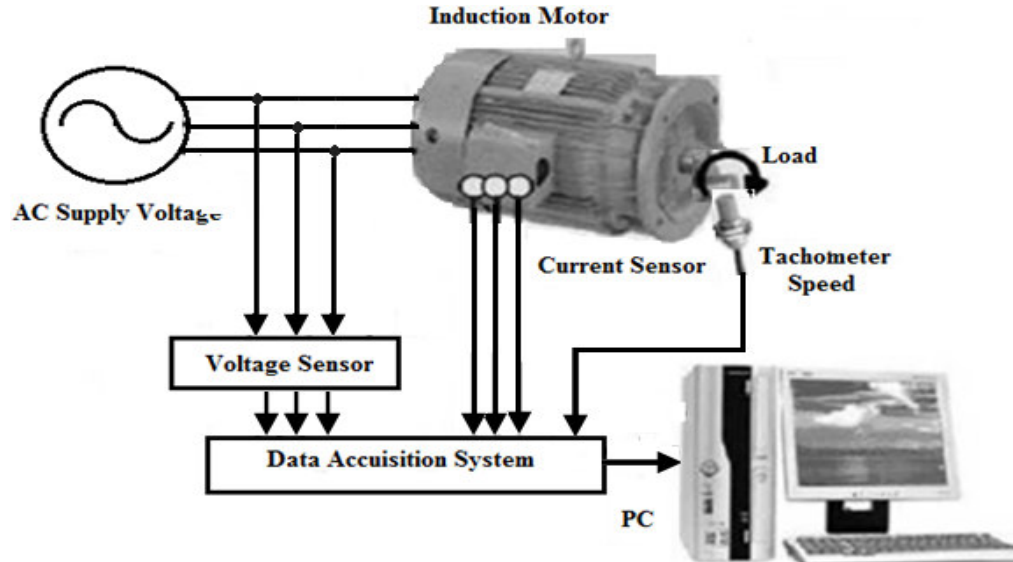 Induction Motor
Load
AC Supply Voltage
Current Sensor
Tachometer
Speed
Voltage Sensor
Data Accuisition System
PC